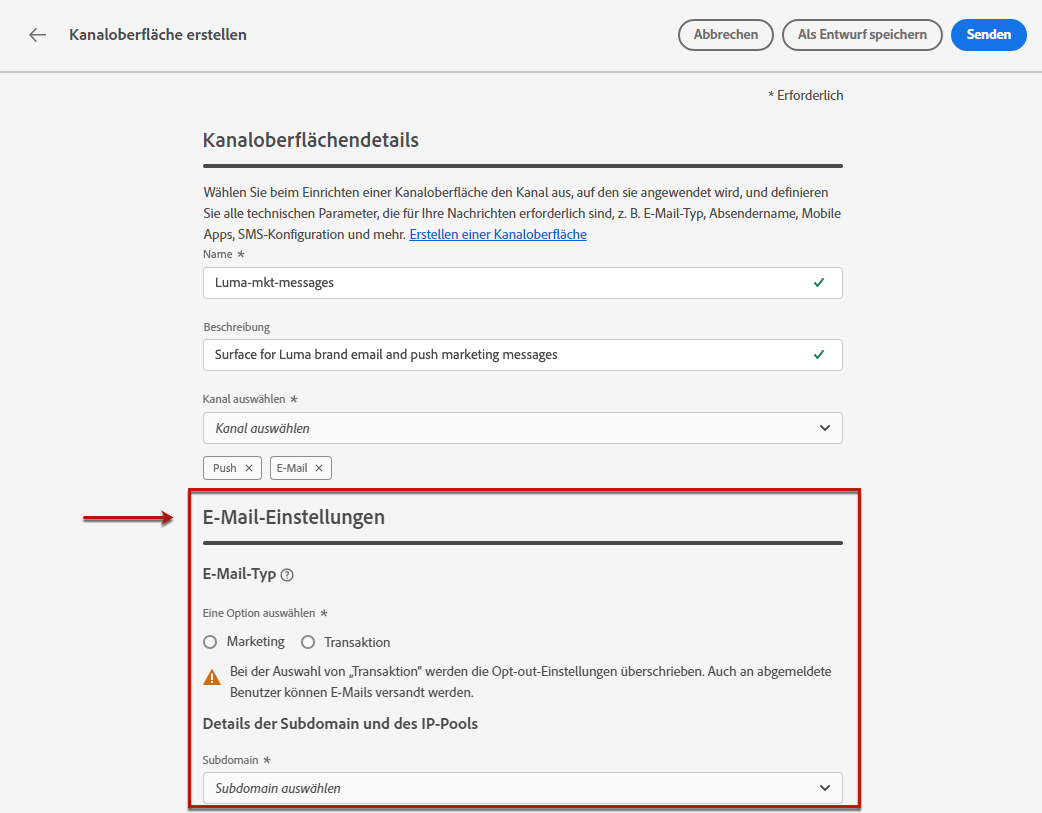 Kanaloberfläche erstellen
Abbrechen
Als Entwurf speichern
Senden
* Erforderlich
Kanaloberflächendetails
Wählen Sie beim Einrichten einer Kanaloberfläche den Kanal aus, auf den sie angewendet wird, und definieren
Sie alle technischen Parameter, die für Ihre Nachrichten erforderlich sind, z. B. E-Mail-Typ, Absendername, Mobile
Apps, SMS-Konfiguration und mehr. Erstellen einer Kanaloberfläche
Name *
Luma-mkt-messages
Beschreibung
Surface for Luma brand email and push marketing messages
Kanal auswählen *
Kanal auswählen
Push
E-Mail
E-Mail-Einstellungen
E-Mail-Typ
Eine Option auswählen *
Marketing
Transaktion
Bei der Auswahl von „Transaktion“ werden die Opt-out-Einstellungen überschrieben. Auch an abgemeldete
Benutzer können E-Mails versandt werden.
Details der Subdomain und des IP-Pools
Subdomain *
Subdomain auswählen